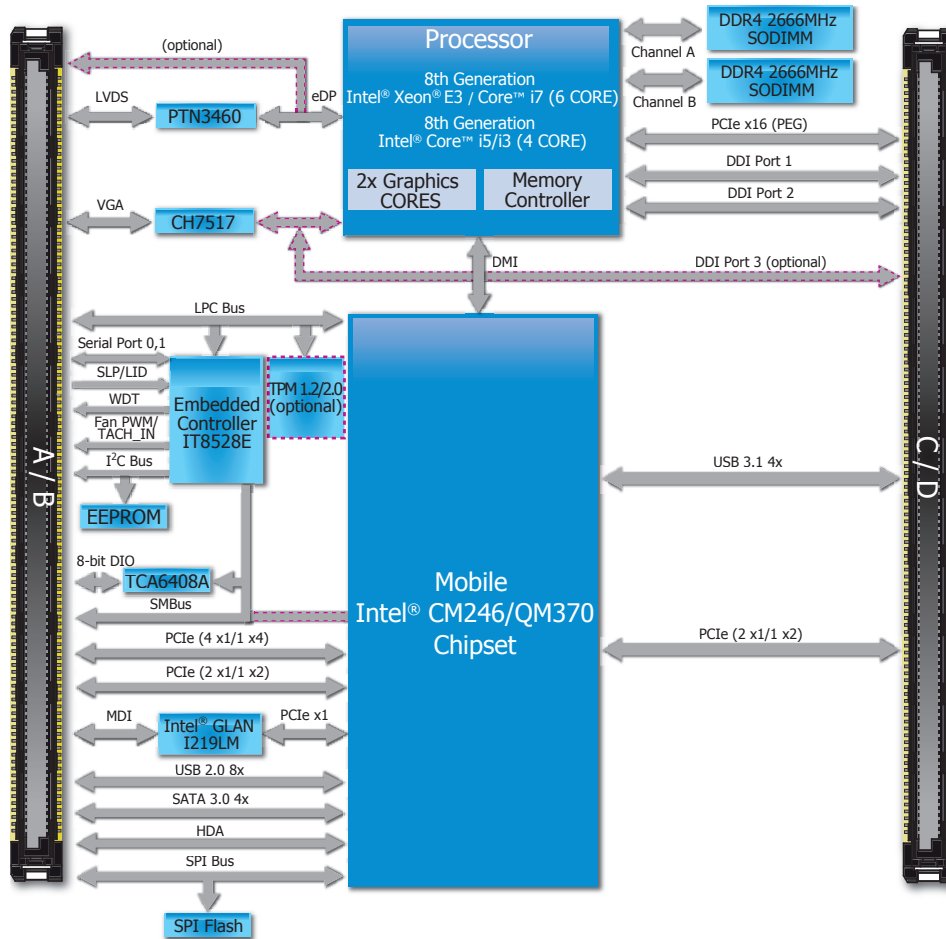 (optional)
LVDS
PTN3460
eDP
VGA
CH7517
Processor
8th Generation
Intel® Xeon® E3 / Core™ i7 (6 CORE)
8th Generation
Intel® Core™ i5/i3 (4 CORE)
2x Graphics
CORES
Memory
Controller
Channel A
DDR4 2666MHz
SODIMM
Channel B
DDR4 2666MHz
SODIMM
PCIe x16 (PEG)
DDI Port 1
DDI Port 2
DMI
DDI Port 3 (optional)
LPC Bus
Serial Port 0,1
SLP/LID
WDT
Fan PWM/
TACH_IN
I²C Bus
Embedded
Controller
IT8528E
TPM 1.2/2.0
(optional)
EEPROM
8-bit DIO
TCA6408A
SMBus
PCIe (4 x1/1 x4)
PCIe (2 x1/1 x2)
MDI
Intel® GLAN
I219LM
PCIe x1
USB 2.0 8x
SATA 3.0 4x
HDA
SPI Bus
SPI Flash
Mobile
Intel® CM246/QM370
Chipset
USB 3.1 4x
PCIe (2 x1/1 x2)
A / B
C / D